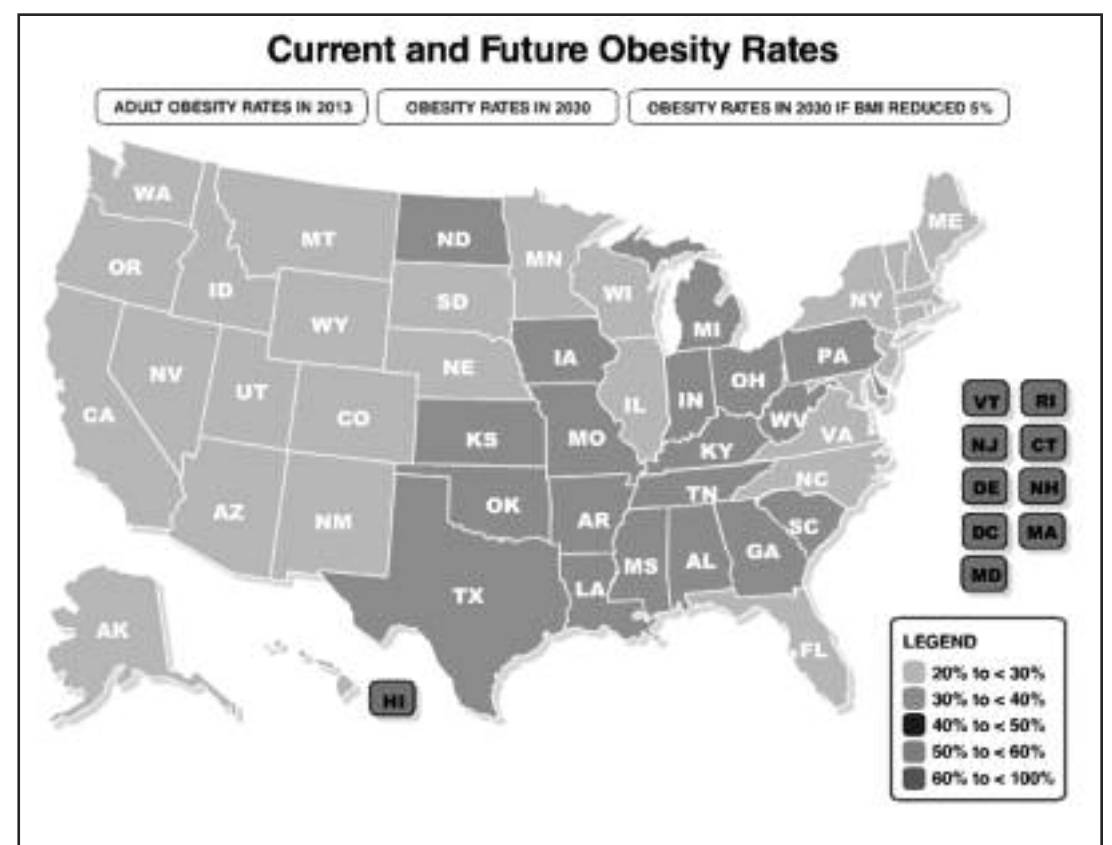 Current and Future Obesity Rates
ADULT OBESITY RATES IN 2013
OBESITY RATES IN 2030
OBESITY RATES IN 2030 IF BMI REDUCED 5%
WA
MT
ND
MN
ME
OR
ID
SD
WI
NY
WY
MI
NV
UT
NE
IA
PA
CA
CO
IL
IN
OH
WV
VA
KS
MO
KY
AZ
NM
OK
AR
TN
NC
SC
TX
LA
MS
AL
GA
AK
FL
HI
VT RI
NJ CT
DE NH
DC MA
MD
LEGEND
20% to < 30%
30% to < 40%
40% to < 50%
50% to < 60%
60% to < 100%